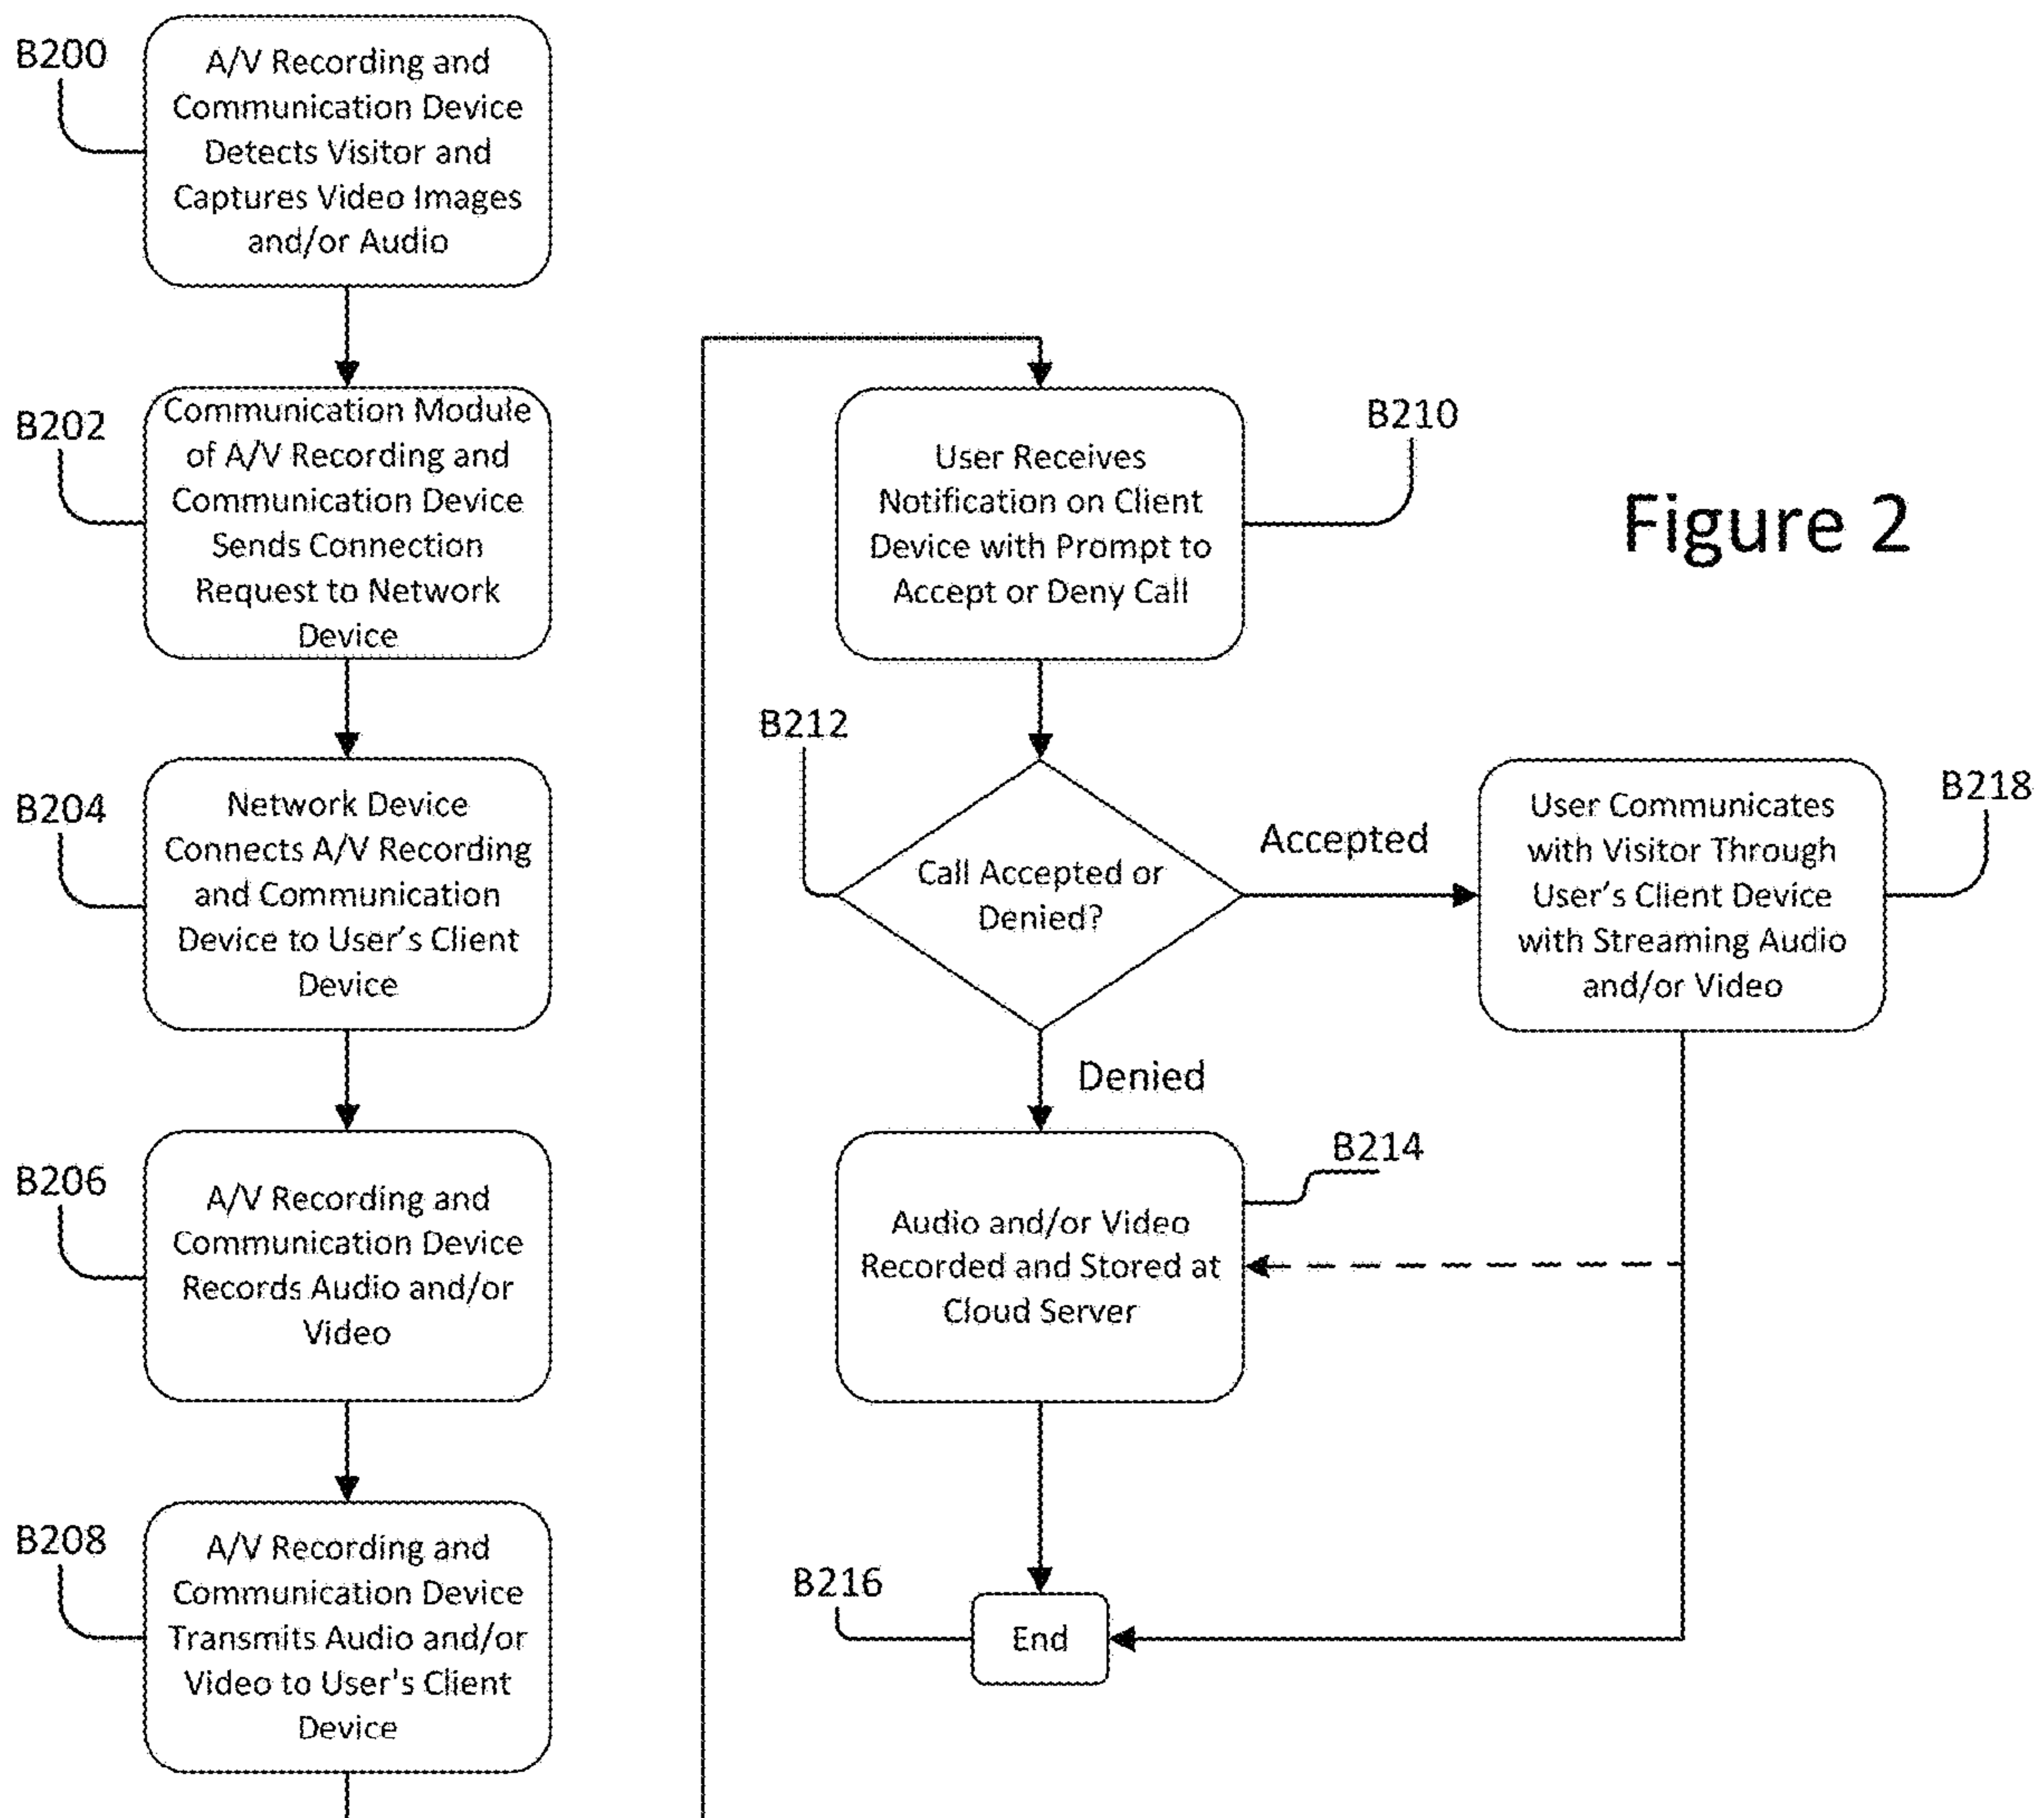 B200
A/V Recording and
Communication Device
Detects Visitor and
Captures Video Images
and/or Audio
B202
Communication Module
of A/V Recording and
Communication Device
Sends Connection
Request to Network
Device
B204
Network Device
Connects A/V Recording
and Communication
Device to User's Client
Device
B206
A/V Recording and
Communication Device
Records Audio and/or
Video
B208
A/V Recording and
Communication Device
Transmits Audio and/or
Video to User's Client
Device
B210
User Receives
Notification on Client
Device with Prompt to
Accept or Deny Call
Figure 2
B212
Call Accepted or
Denied?
Accepted
B218
User Communicates
with Visitor Through
User's Client Device
with Streaming Audio
and/or Video
Denied
B214
Audio and/or Video
Recorded and Stored at
Cloud Server
B216
End